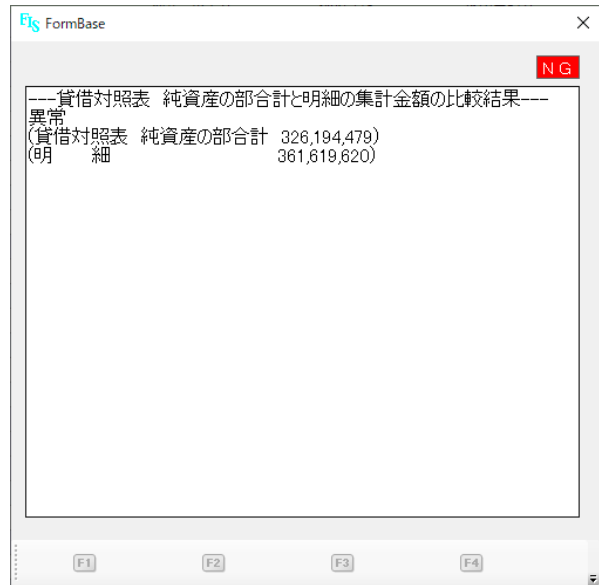 FIS FormBase
NG
---貸借対照表 純資産の部合計と明細の集計金額の比較結果---
異常
(貸借対照表 純資産の部合計 326,194,479)
(明 細 361,619,620)
F1 F2 F3 F4